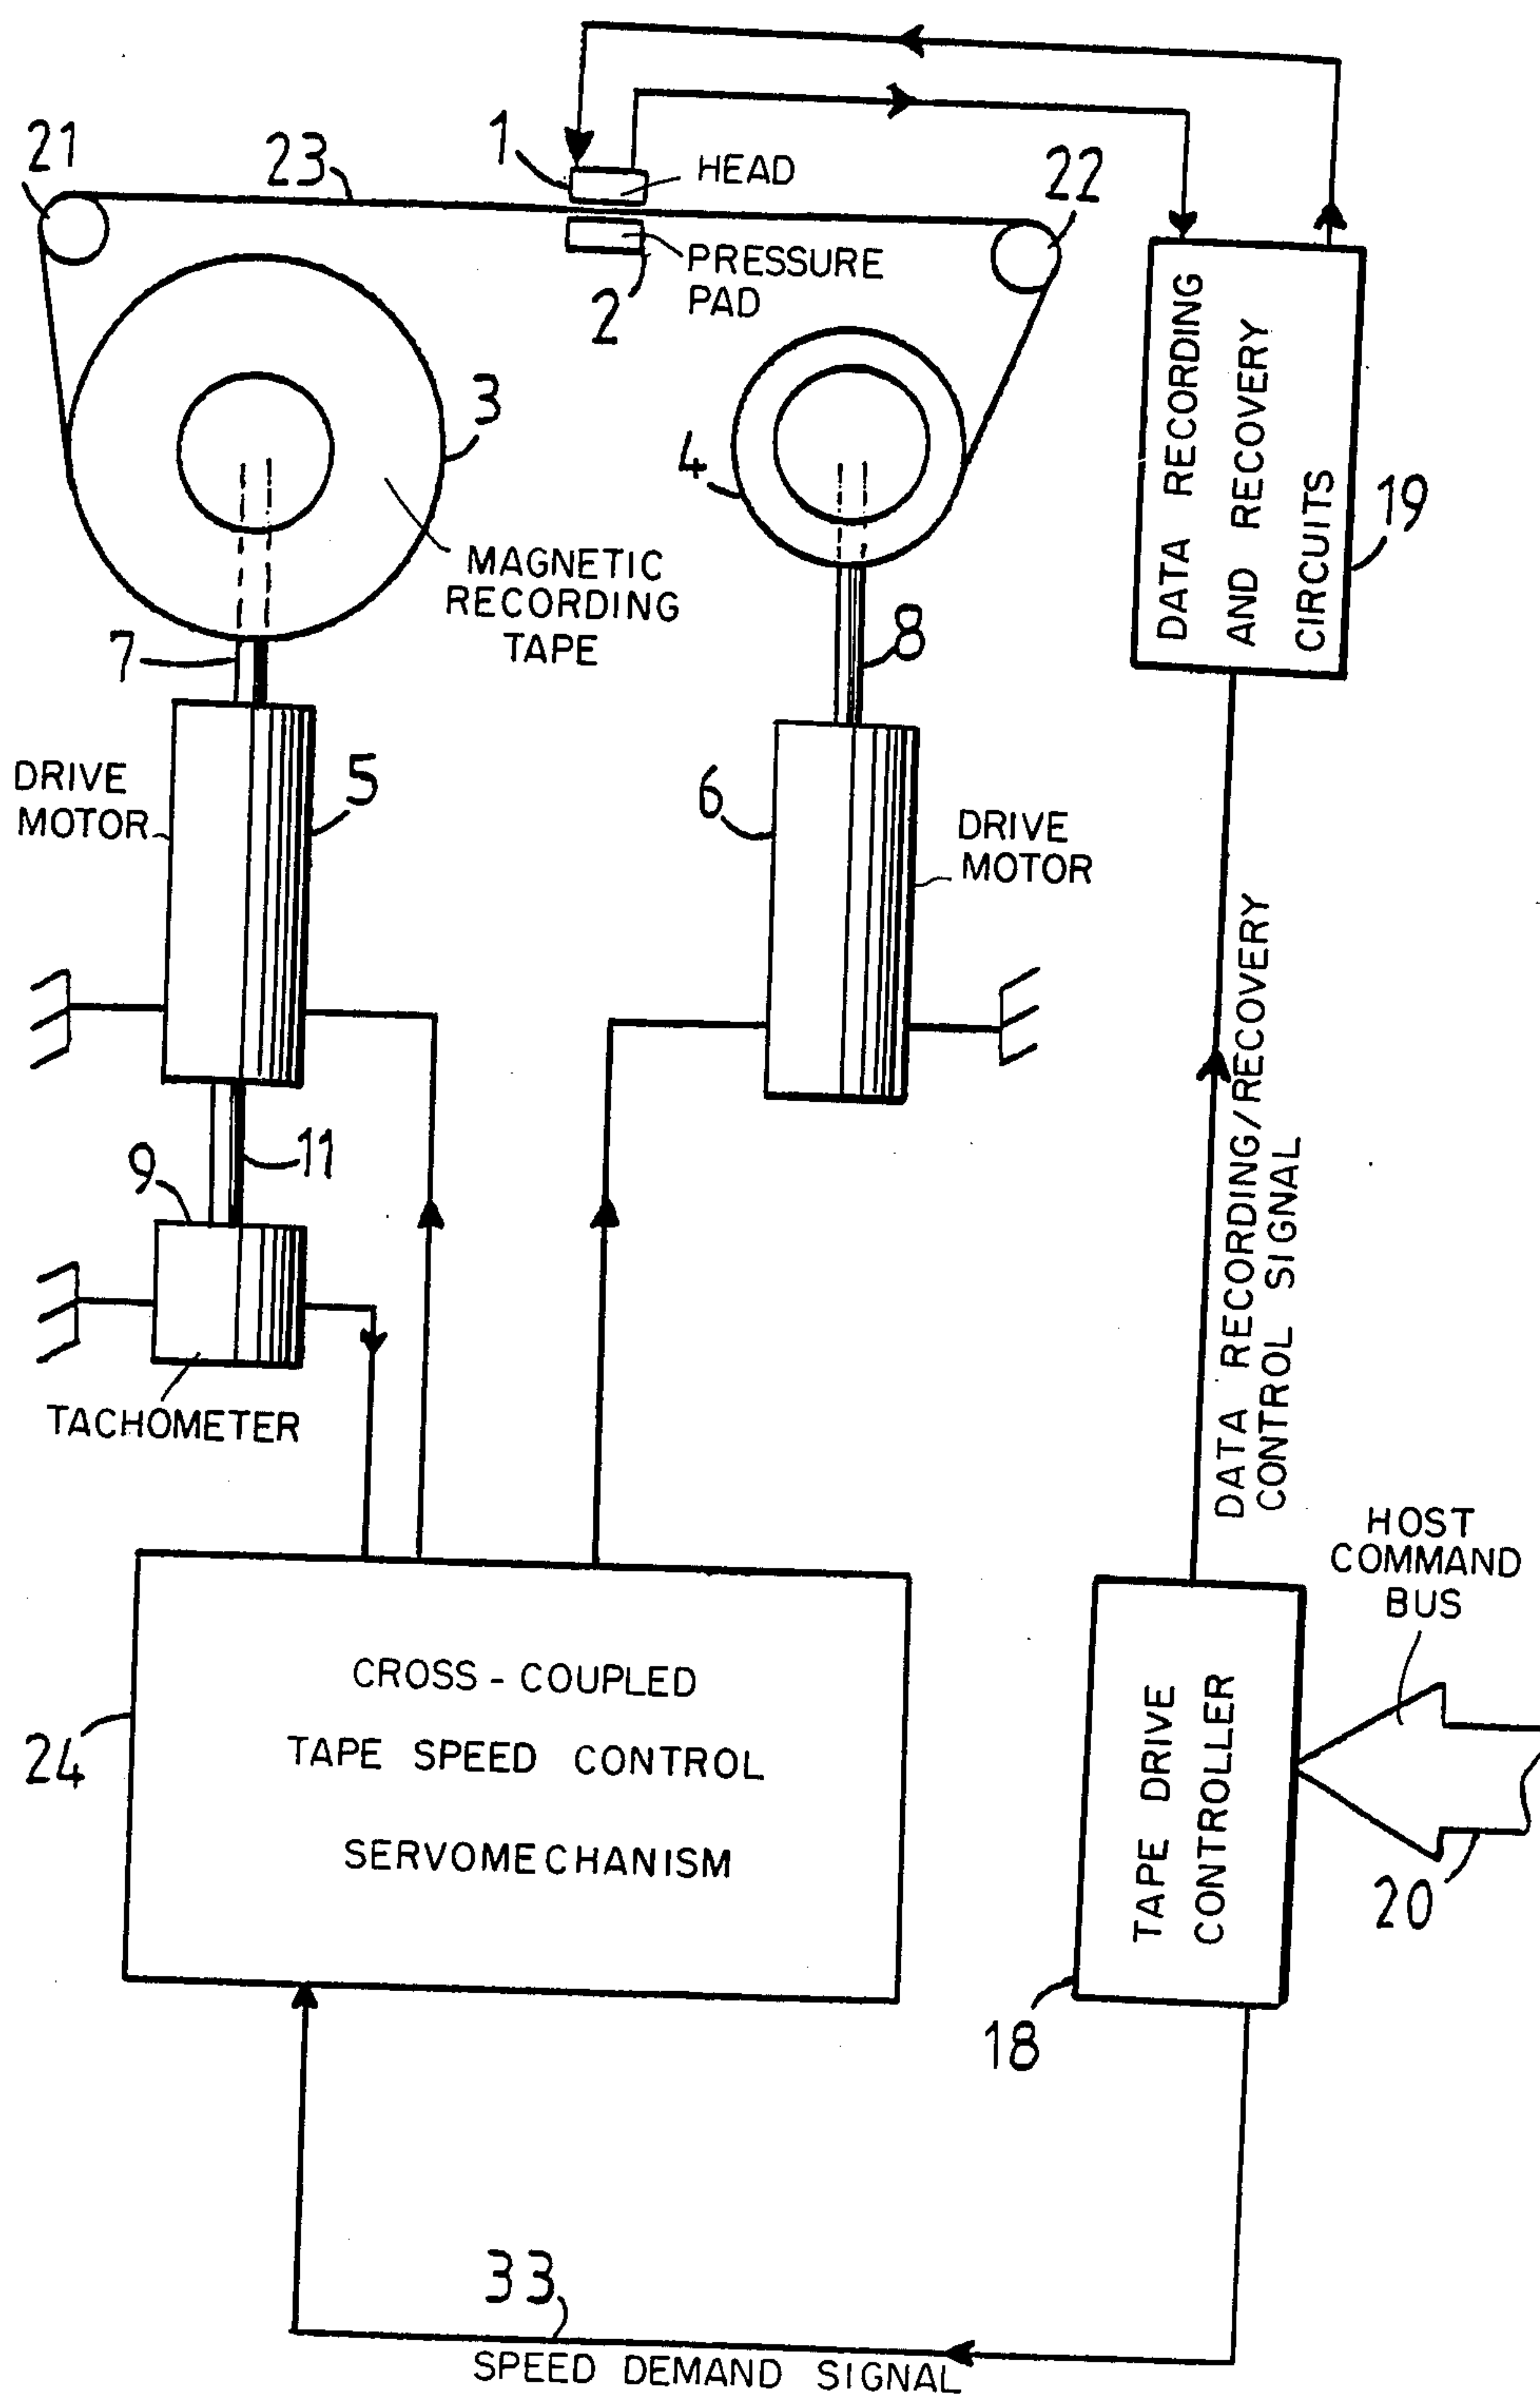 21
23
1
HEAD
22
PRESSURE
PAD
2
3
4
MAGNETIC
RECORDING
TAPE
DATA RECORDING
AND RECOVERY
CIRCUITS
19
7
8
DRIVE
MOTOR
5
6
DRIVE
MOTOR
9
11
TACHOMETER
DATA RECORDING/RECOVERY
CONTROL SIGNAL
HOST
COMMAND
BUS
CROSS-COUPLED
TAPE SPEED CONTROL
SERVOMECHANISM
24
TAPE DRIVE
CONTROLLER
20
18
33
SPEED DEMAND SIGNAL